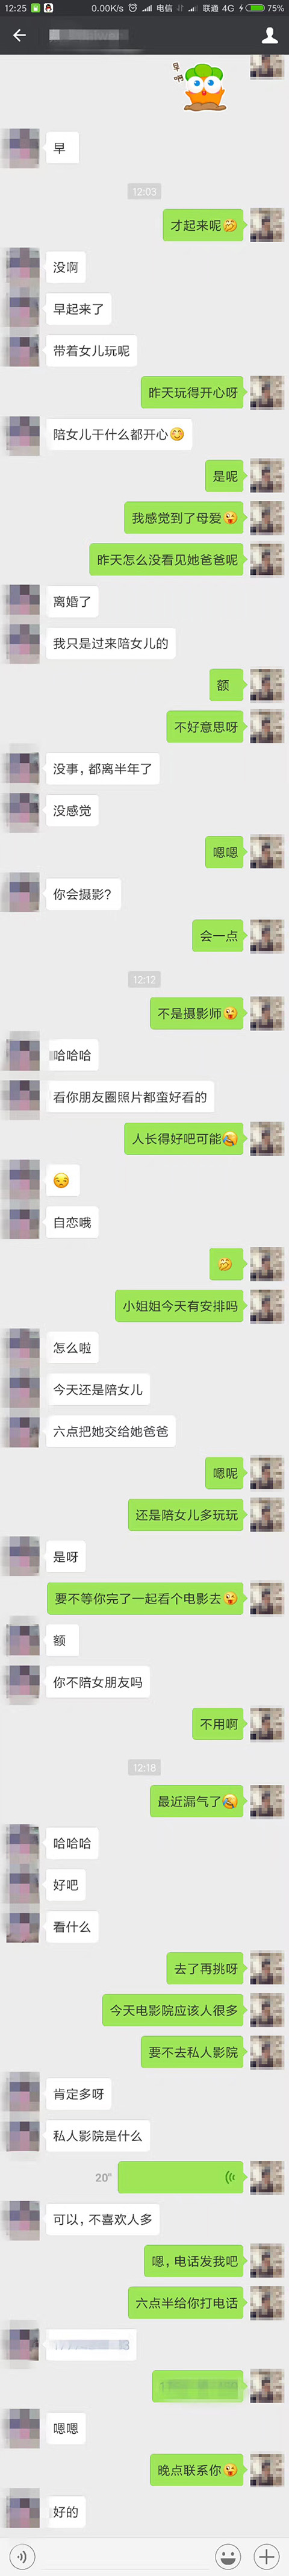 12:25
0.00K/s 电信 联通 4G 75%
早啊
早
12:03
才起来呢
没啊
早起来了
带着女儿玩呢
昨天玩得开心呀
陪女儿干什么都开心
是呢
我感觉到了母爱
昨天怎么没看见她爸爸呢
离婚了
我只是过来陪女儿的
额
不好意思呀
没事，都离半年了
没感觉
嗯嗯
你会摄影？
会一点
12:12
不是摄影师
哈哈哈
看你朋友圈照片都蛮好看的
人长得好吧可能
自恋哦
小姐姐今天有安排吗
怎么啦
今天还是陪女儿
六点把她交给她爸爸
嗯呢
还是陪女儿多玩玩
是呀
要不等你完了一起看个电影去
额
你不陪女朋友吗
不用啊
12:18
最近漏气了
哈哈哈
好吧
看什么
去了再挑呀
今天电影院应该人很多
要不去私人影院
肯定多呀
私人影院是什么
20"
可以，不喜欢人多
嗯，电话发我吧
六点半给你打电话
嗯嗯
晚点联系你
好的